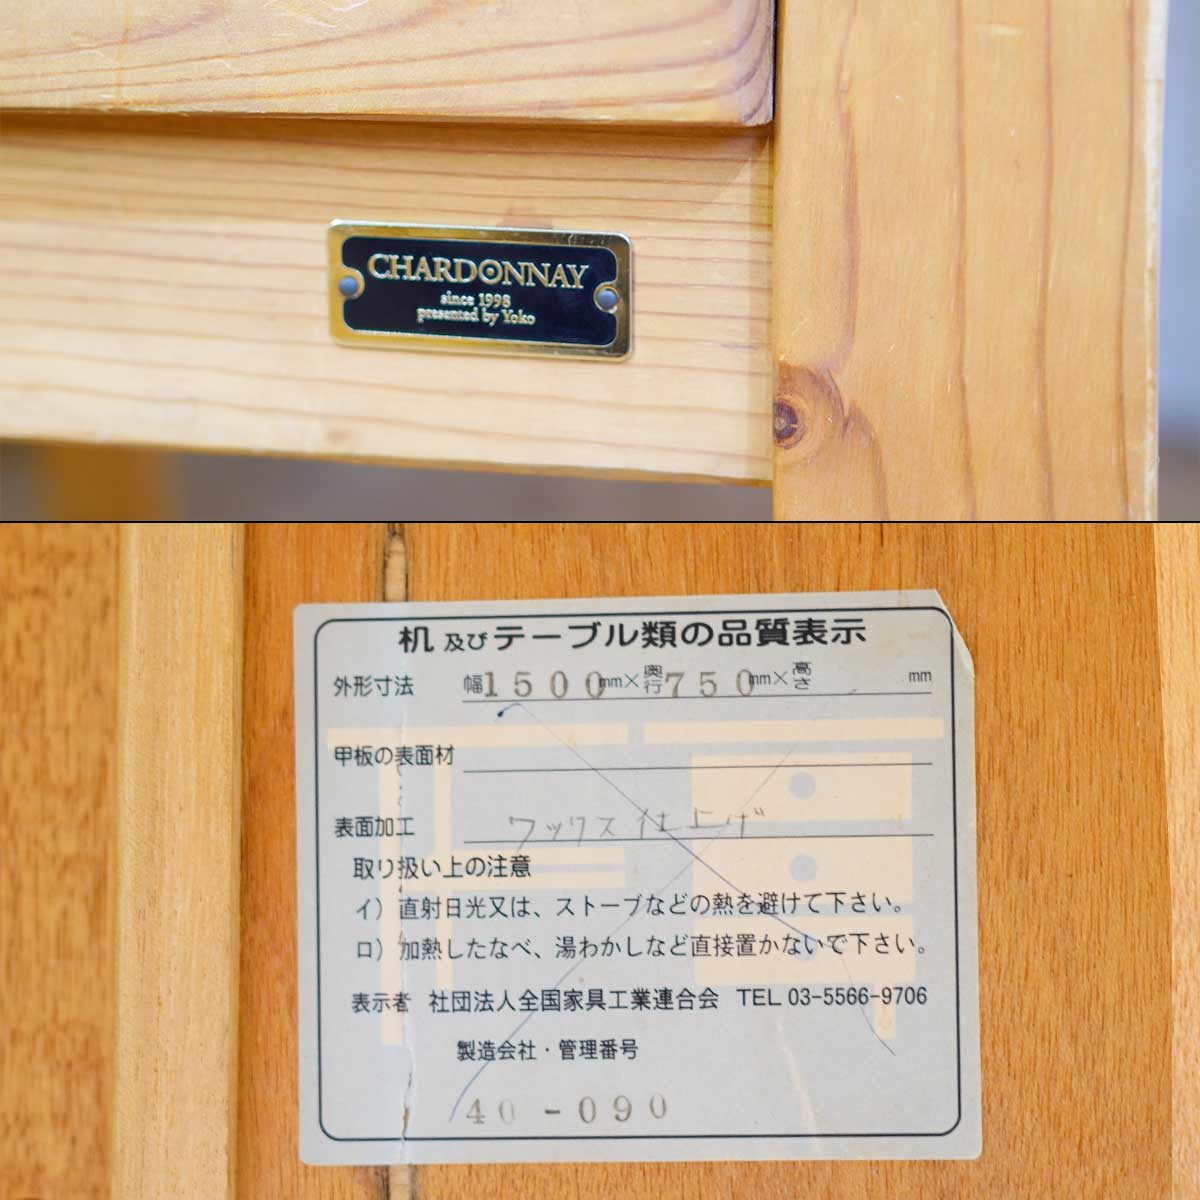 CHARDONNAY
since 1998
presented by Yoko
机及びテーブル類の品質表示
外形寸法 幅1500mm×奥行750mm×高さ mm
甲板の表面材
表面加工 ワックス仕上げ
取り扱い上の注意
イ）直射日光又は、ストーブなどの熱を避けて下さい。
ロ）加熱したなべ、湯わかしなど直接置かないで下さい。
表示者 社団法人全国家具工業連合会 TEL 03-5566-9706
製造会社・管理番号
40-090